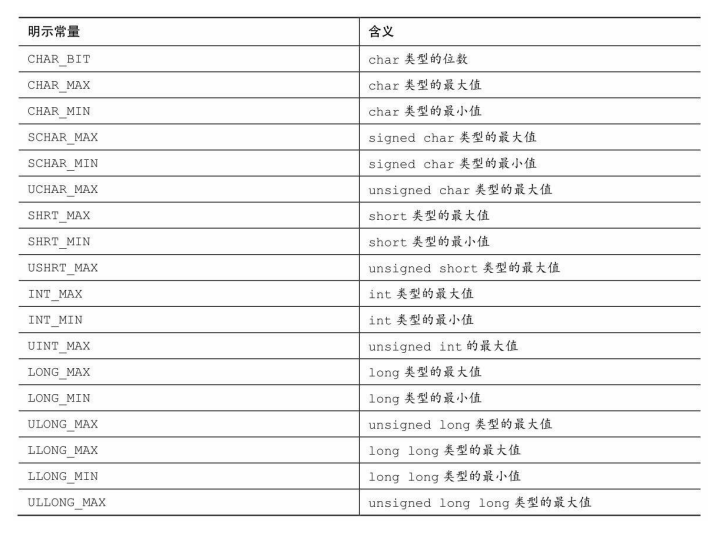 明示常量 含义
CHAR_BIT char 类型的位数
CHAR_MAX char 类型的最大值
CHAR_MIN char 类型的最小值
SCHAR_MAX signed char 类型的最大值
SCHAR_MIN signed char 类型的最小值
UCHAR_MAX unsigned char 类型的最大值
SHRT_MAX short 类型的最大值
SHRT_MIN short 类型的最小值
USHRT_MAX unsigned short 类型的最大值
INT_MAX int 类型的最大值
INT_MIN int 类型的最小值
UINT_MAX unsigned int 的最大值
LONG_MAX long 类型的最大值
LONG_MIN long 类型的最小值
ULONG_MAX unsigned long 类型的最大值
LLONG_MAX long long 类型的最大值
LLONG_MIN long long 类型的最小值
ULLONG_MAX unsigned long long 类型的最大值